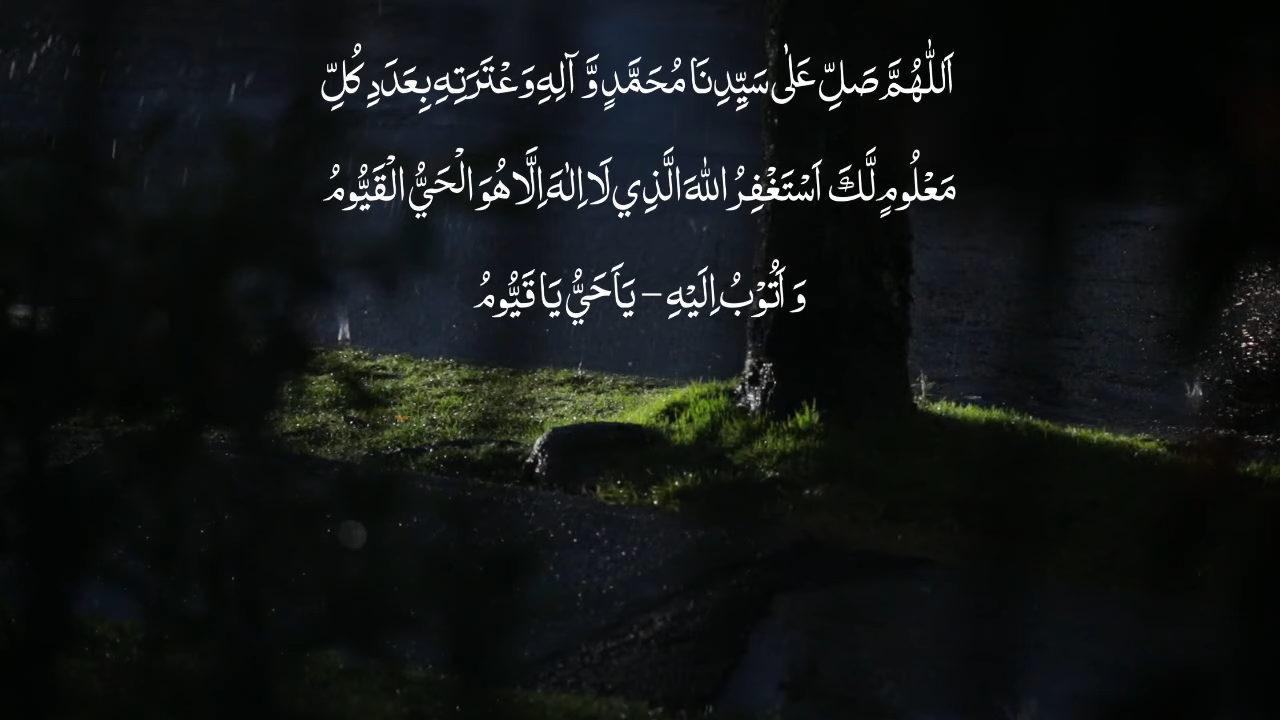 اَللّٰهُمَّ صَلِّ عَلٰى سَيِّدِنَا مُحَمَّدٍ وَّ آلِهِ وَعْتَرَتِهِ بِعَدَدِ كُلِّ
مَعْلُومٍ لَّكَ اَسْتَغْفِرُ اللهَ الَّذِي لَا اِلٰهَ اِلَّا هُوَ الْحَيُّ الْقَيُّومُ
وَ أَتُوْبُ اِلَيْهِ – يَا حَيُّ يَا قَيُّومُ